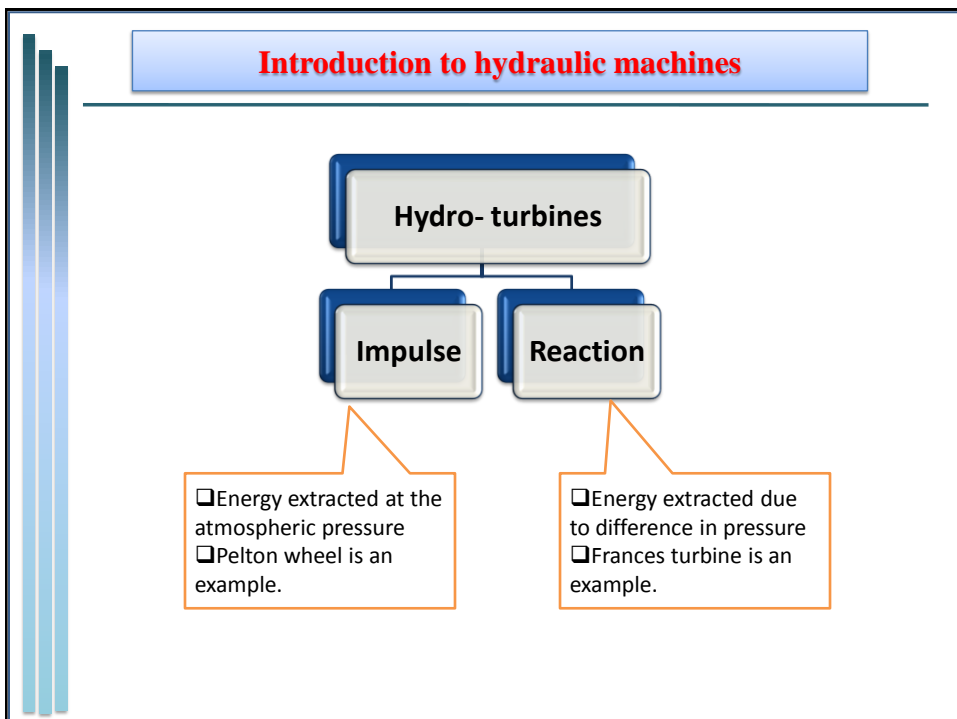 Introduction to hydraulic machines
Hydro- turbines
Impulse
Reaction
❑Energy extracted at the
atmospheric pressure
❑Pelton wheel is an
example.
❑Energy extracted due
to difference in pressure
❑Frances turbine is an
example.